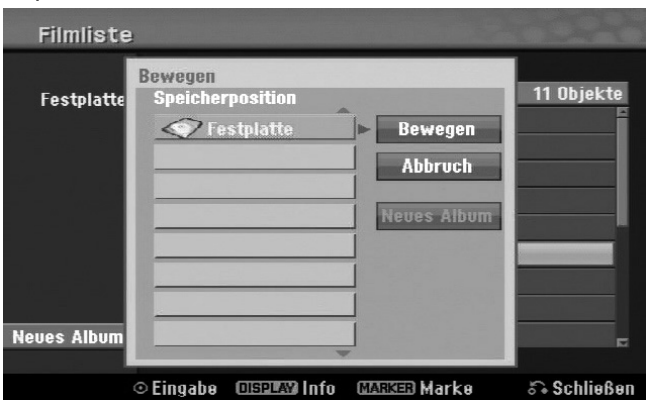 Filmliste
Bewegen
Speicherposition
Festplatte
11 Objekte
Festplatte
Bewegen
Abbruch
Neues Album
Neues Album
Eingabe DISPLAY Info MARKER Marke Schließen